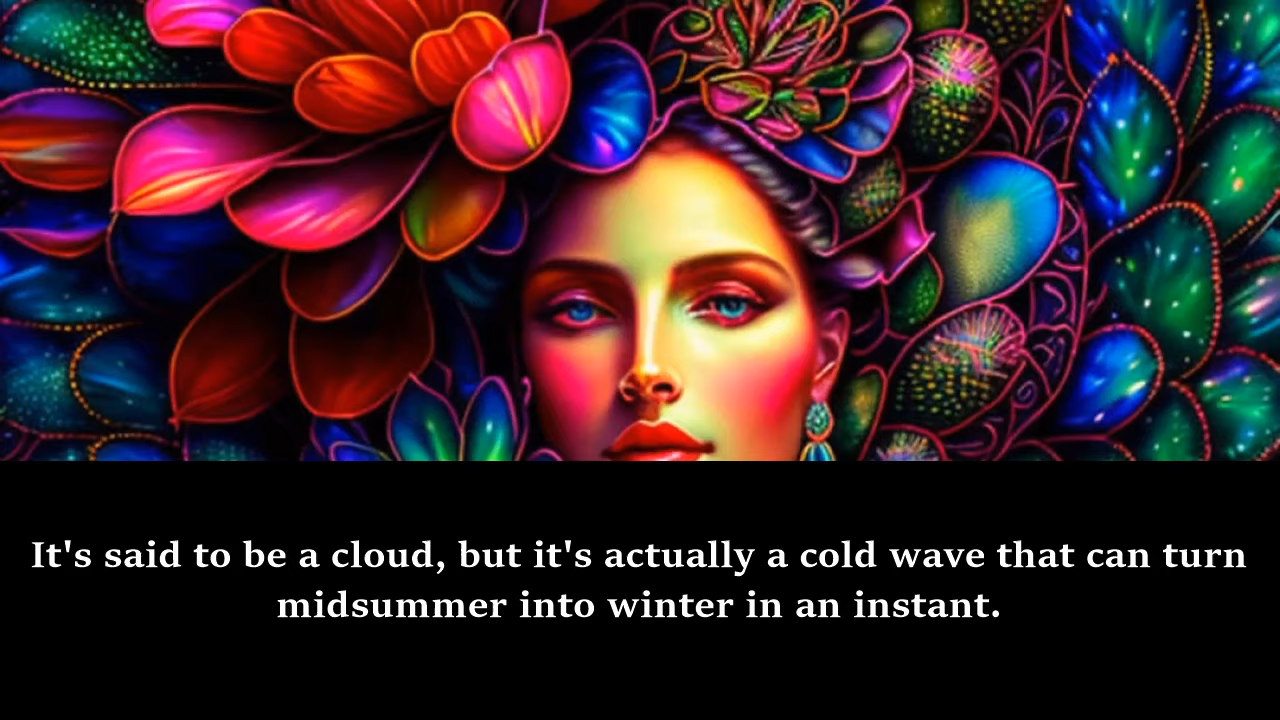 It's said to be a cloud, but it's actually a cold wave that can turn
midsummer into winter in an instant.